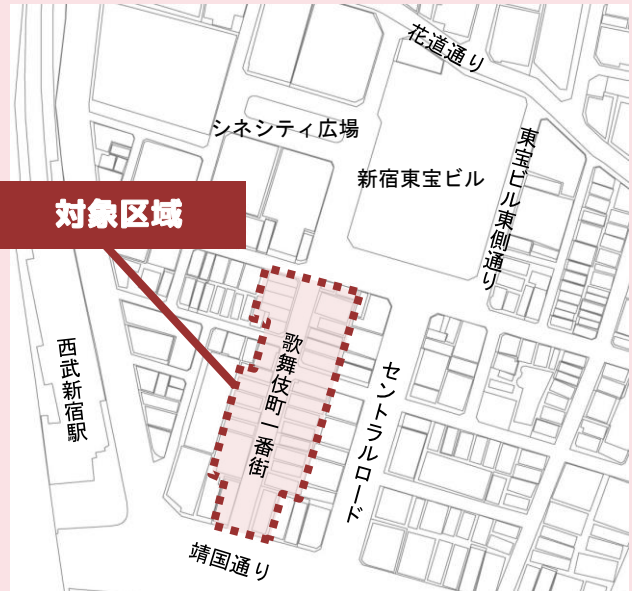 花道通り
シネシティ広場
新宿東宝ビル
東宝ビル東側通り
対象区域
西武新宿駅
歌舞伎町一番街
セントラルロード
靖国通り